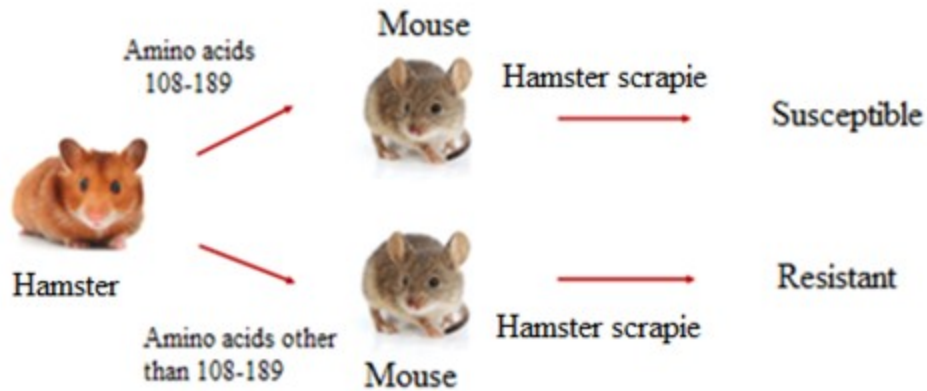 Mouse
Amino acids
108-189
Hamster scrapie
Susceptible
Hamster
Resistant
Hamster scrapie
Amino acids other
than 108-189
Mouse